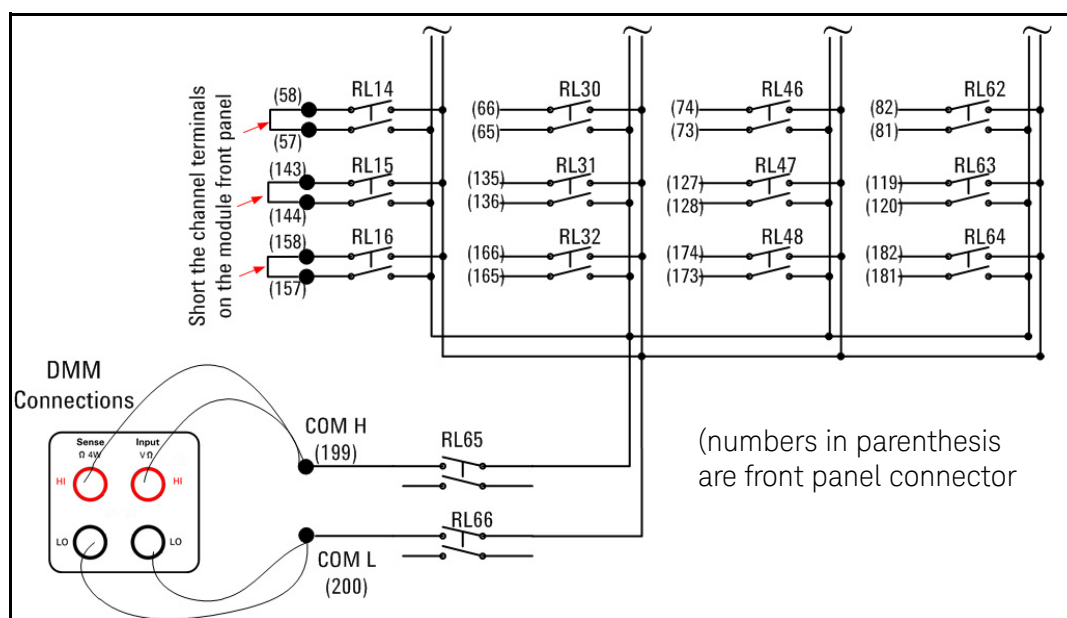 Short the channel terminals
on the module front panel
(58)
(57)
RL14
(66)
(65)
RL30
(74)
(73)
RL46
(82)
(81)
RL62
(143)
(144)
RL15
(135)
(136)
RL31
(127)
(128)
RL47
(119)
(120)
RL63
(158)
(157)
RL16
(166)
(165)
RL32
(174)
(173)
RL48
(182)
(181)
RL64
DMM
Connections
Sense
Ω 4W
Input
V Ω
HI
HI
LO
LO
COM H
(199)
RL65
COM L
(200)
RL66
(numbers in parenthesis
are front panel connector